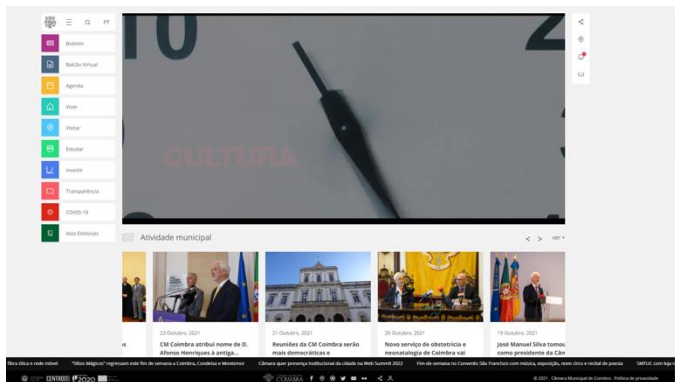 PT
Boletim
Balcão Virtual
Agenda
Viver
Visitar
Estudar
Investir
Transparência
COVID-19
Atos Eleitorais
10
2
CULTURA
Atividade municipal
< > ver
23 Outubro, 2021
CM Coimbra atribui nome de D.
Afonso Henriques à antiga...
21 Outubro, 2021
Reuniões da CM Coimbra serão
mais democráticas e
20 Outubro, 2021
Novo serviço de obstetrícia e
neonatalogia de Coimbra vai
19 Outubro, 2021
José Manuel Silva tomou
como presidente da Câm
fibra ótica e rede móvel "Sítios Mágicos" regressam este fim de semana a Coimbra, Condeixa e Montemor Câmara quer presença institucional da cidade na Web Summit 2022 Fim-de-semana no Convento São Francisco com música, exposição, novo circo e recital de poesia SMTUC com loja
CENTRO 2020 COIMBRA © 2021 Câmara Municipal de Coimbra . Política de privacidade